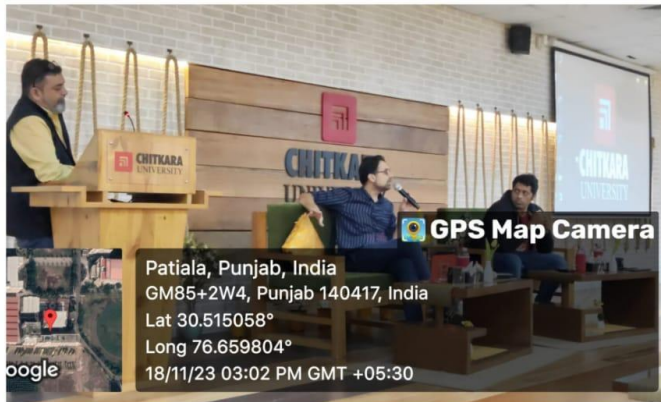 CHITKARA
UNIVERSITY
CHITKARA
CHITKARA
UNIVERSITY
GPS Map Camera
Patiala, Punjab, India
GM85+2W4, Punjab 140417, India
Lat 30.515058°
Long 76.659804°
18/11/23 03:02 PM GMT +05:30
oogle